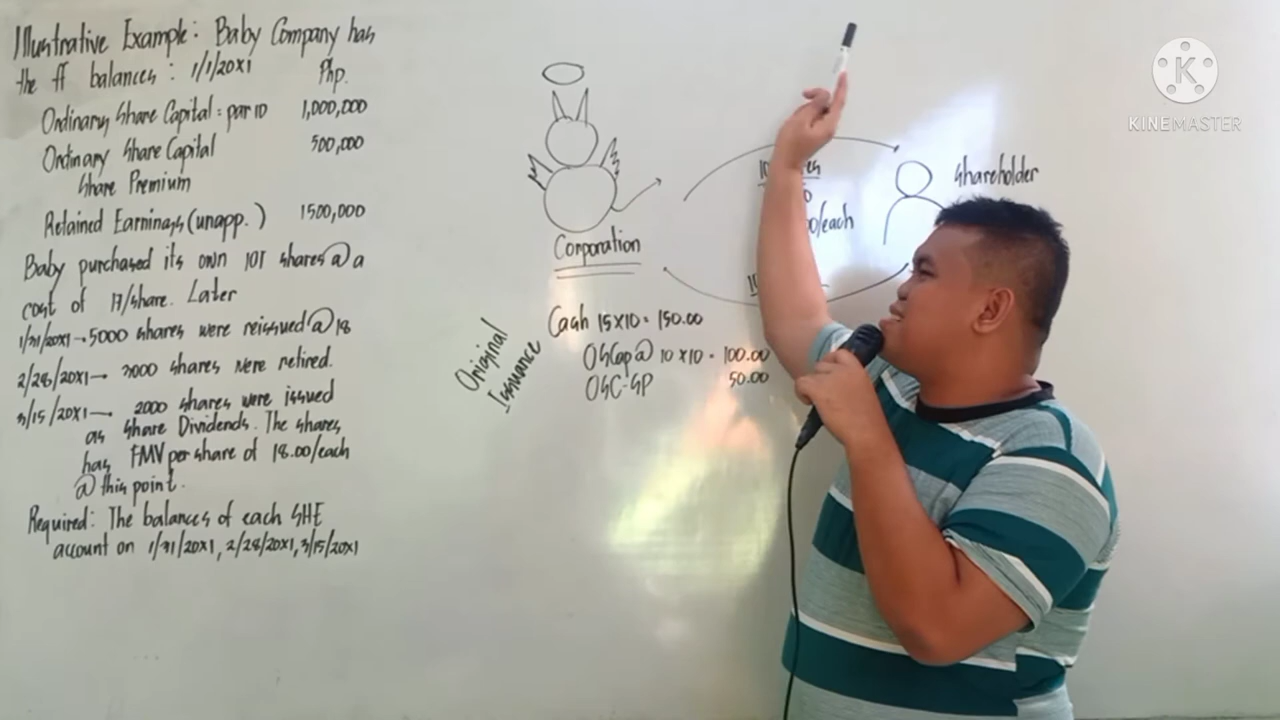 Illustrative Example: Baby Company has
the ff balances: 1/1/20x1 Php.
Ordinary Share Capital: par 10 1,000,000
Ordinary Share Capital 500,000
Share Premium
Retained Earnings (unapp.) 1500,000
Baby purchased its own 10T shares @ a
cost of 17/share. Later
1/31/20x1 → 5000 shares were reissued @ 18
2/28/20x1 → 3000 shares were retired.
3/15/20x1 → 2000 shares were issued
as share Dividends. The shares
has FMV per share of 18.00/each
@ this point.
Required: The balances of each SHE
account on 1/31/20x1, 2/28/20x1, 3/15/20x1
Corporation
Shareholder
/each
Original
Issuance
Cash 15x10 = 150.00
OSCap @ 10x10 = 100.00
OSC-SP 50.00
K
KINEMASTER